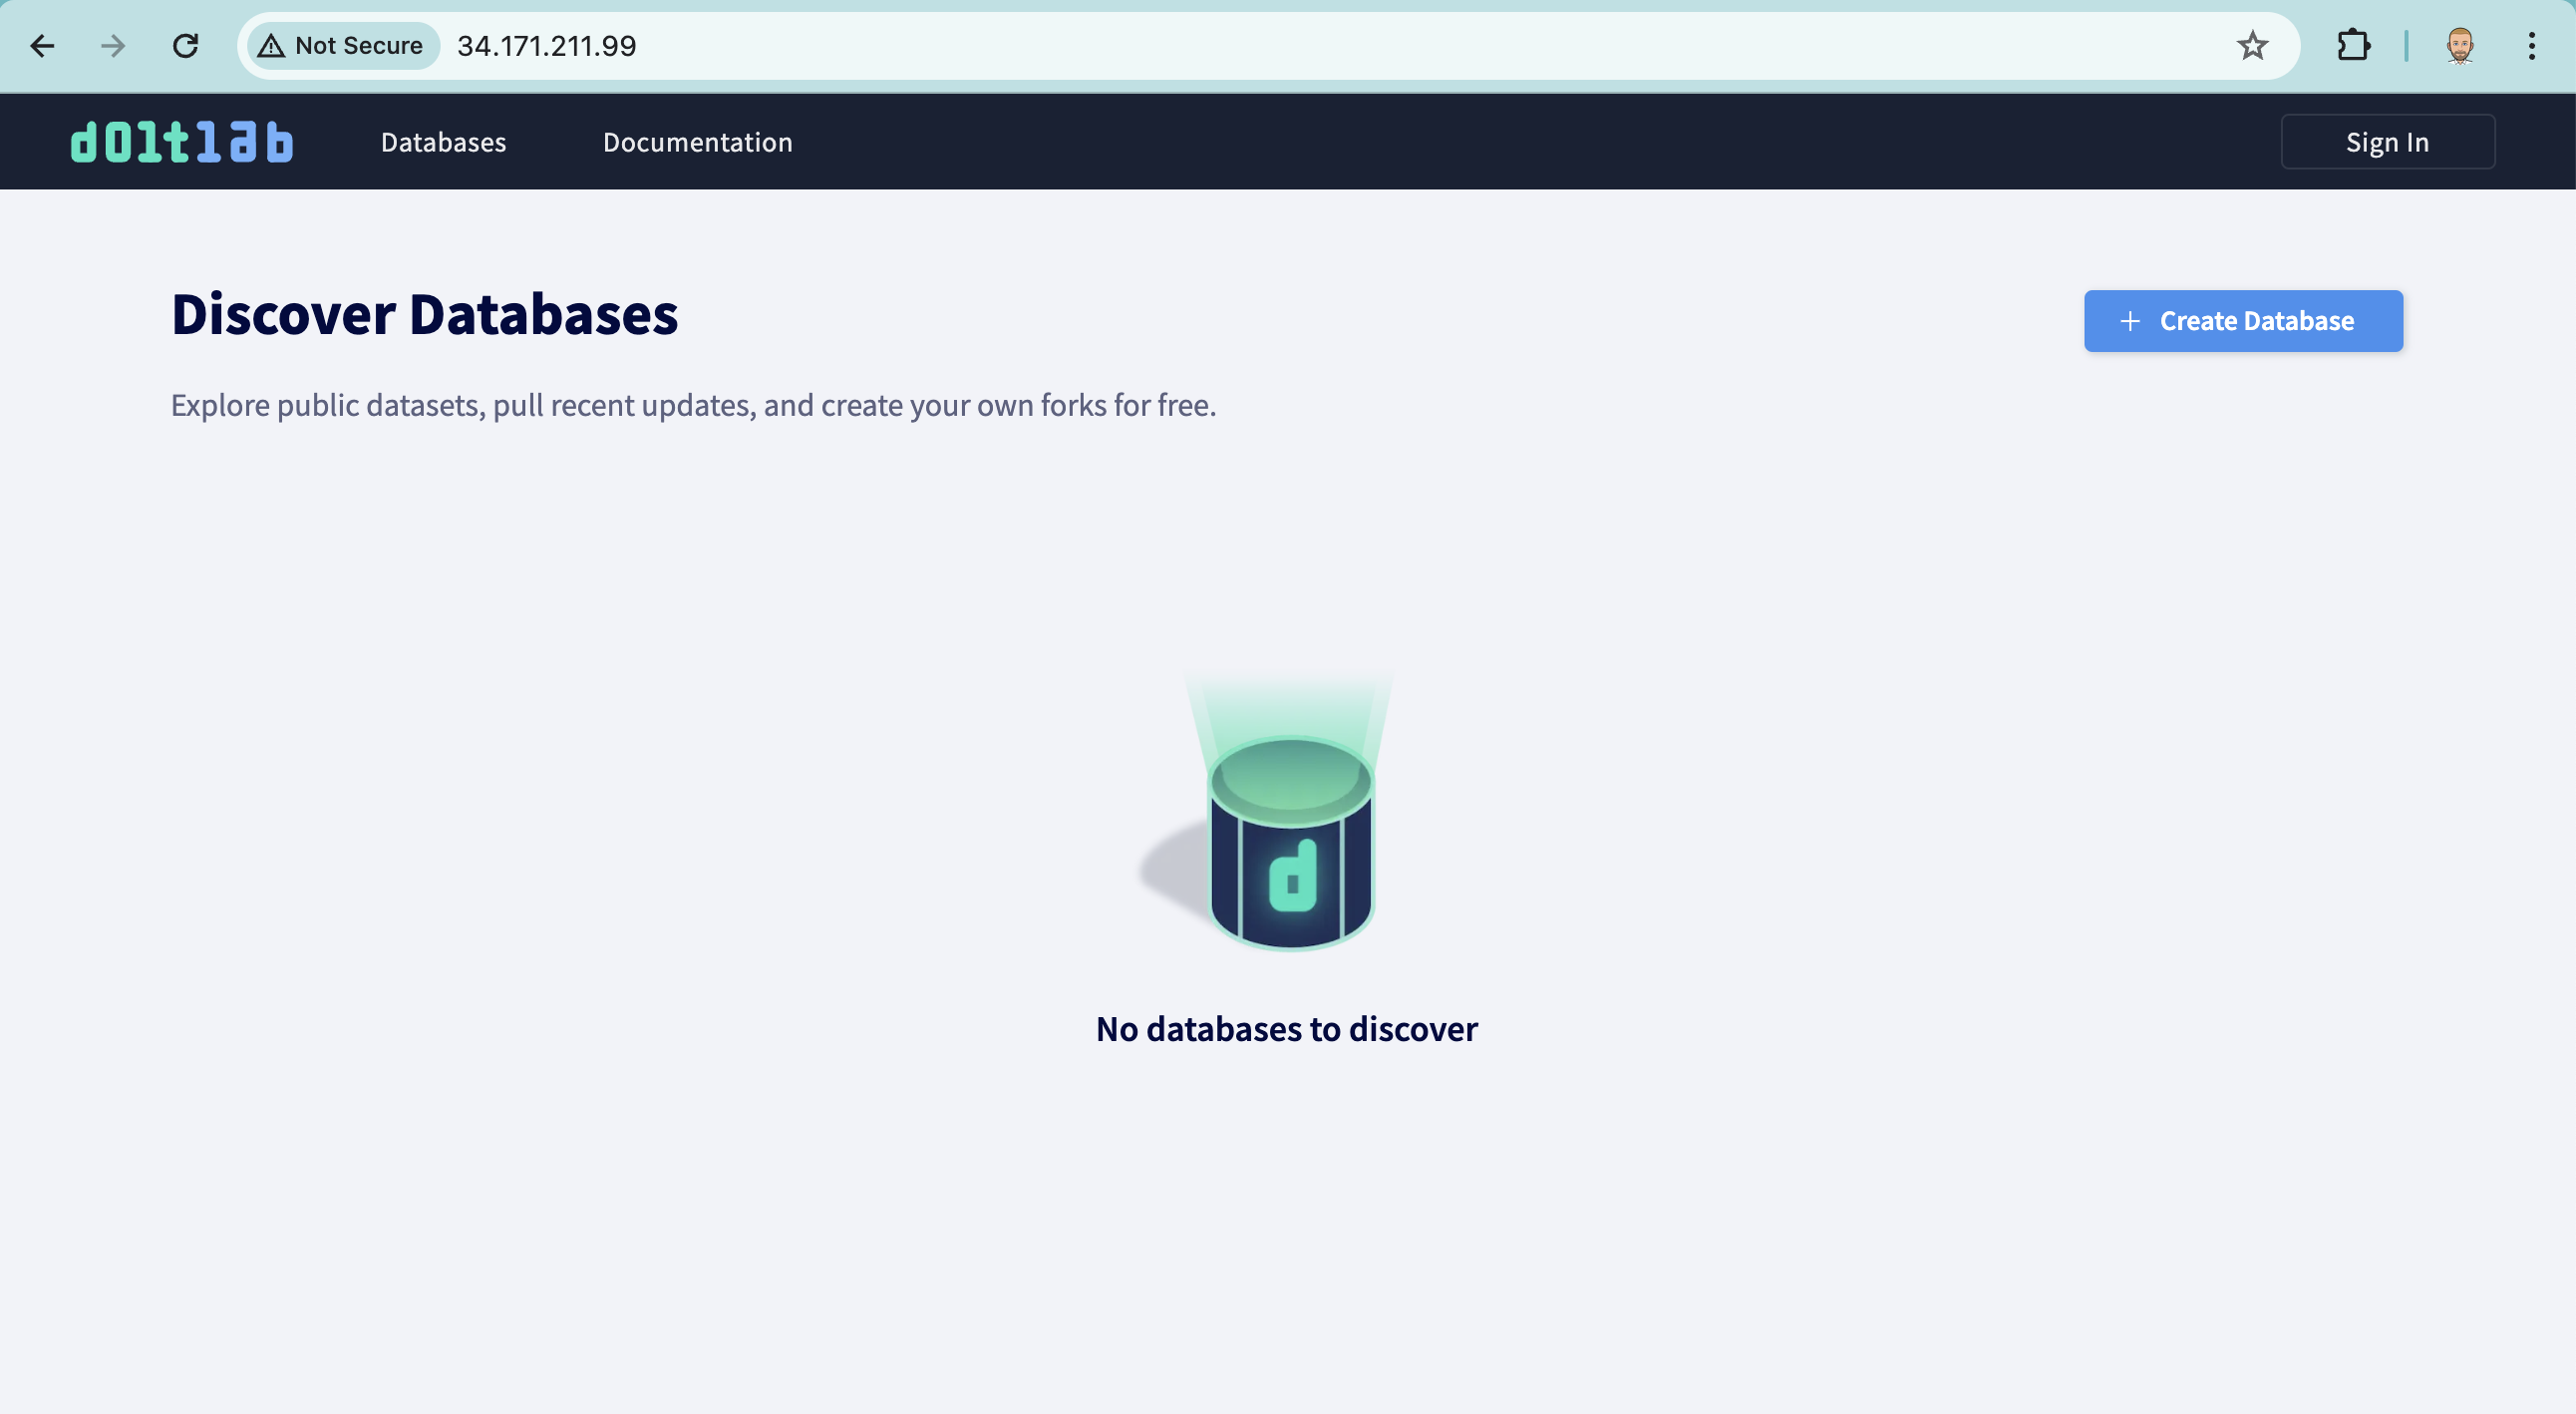 Not Secure 34.171.211.99
doltlab Databases Documentation Sign In
Discover Databases
+ Create Database
Explore public datasets, pull recent updates, and create your own forks for free.
d
No databases to discover